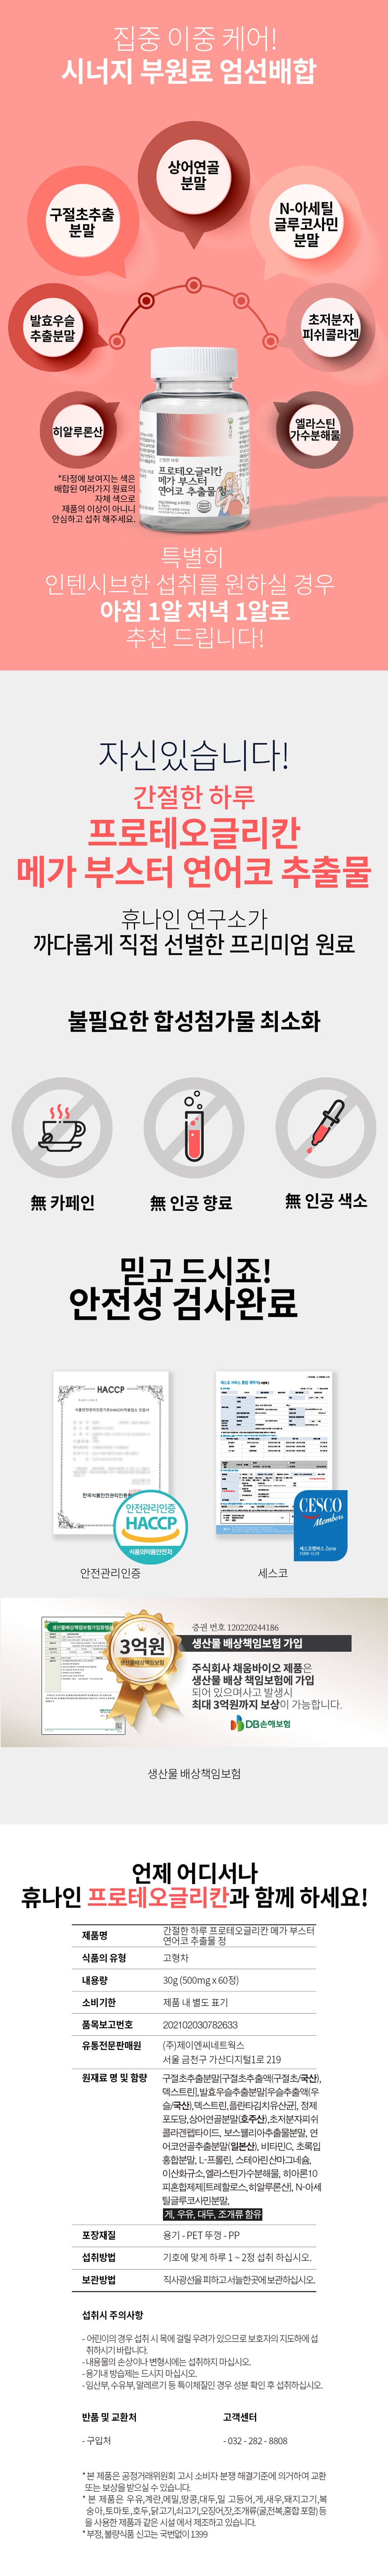 집중 이중 케어!
시너지 부원료 엄선배합
상어연골
분말
구절초추출
분말
N-아세틸
글루코사민
분말
발효우슬
추출분말
초저분자
피쉬콜라겐
히알루론산
엘라스틴
가수분해물
*타정에 보여지는 색은
배합된 여러가지 원료의
자체 색으로
제품의 이상이 아니니
안심하고 섭취 해주세요.
휴나인
간절한 하루
프로테오글리칸
메가 부스터
연어코 추출물 정
특별히
인텐시브한 섭취를 원하실 경우
아침 1알 저녁 1알로
추천 드립니다!
자신있습니다!
간절한 하루
프로테오글리칸
메가 부스터 연어코 추출물
휴나인 연구소가
까다롭게 직접 선별한 프리미엄 원료
불필요한 합성첨가물 최소화
無 카페인
無 인공 향료
無 인공 색소
믿고 드시죠!
안전성 검사완료
HACCP
안전관리인증
HACCP
식품의약품안전처
CESCO
Members
세스코멤버스 Zone
안전관리인증
세스코
3억원
생산물배상책임보험
증권 번호 120220244186
생산물 배상책임보험 가입
주식회사 채움바이오 제품은
생산물 배상 책임보험에 가입
되어 있으며사고 발생시
최대 3억원까지 보상이 가능합니다.
DB손해보험
생산물 배상책임보험
언제 어디서나
휴나인 프로테오글리칸과 함께 하세요!
제품명
간절한 하루 프로테오글리칸 메가 부스터
연어코 추출물 정
식품의 유형
고형차
내용량
30g (500mg x 60정)
소비기한
제품 내 별도 표기
품목보고번호
202102030782633
유통전문판매원
(주)제이엔씨네트웍스
서울 금천구 가산디지털1로 219
원재료 명 및 함량
구절초추출분말[구절초추출액(구절초/국산),
덱스트린],발효우슬추출분말[우슬추출액(우
슬/국산),덱스트린,플란타김치유산균], 정제
포도당,상어연골분말(호주산),초저분자피쉬
콜라겐펩타이드, 보스웰리아추출물분말, 연
어코연골추출분말(일본산), 비타민C, 초록입
홍합분말, L-프롤린, 스테아린산마그네슘,
이산화규소,엘라스틴가수분해물, 히아론10
피혼합제제[트레할로스,히알루론산], N-아세
틸글루코사민분말,
게, 우유, 대두, 조개류 함유
포장재질
용기 - PET 뚜껑 - PP
섭취방법
기호에 맞게 하루 1 ~ 2정 섭취 하십시오.
보관방법
직사광선을 피하고 서늘한곳에 보관하십시오.
섭취시 주의사항
- 어린이의 경우 섭취 시 목에 걸릴 우려가 있으므로 보호자의 지도하에 섭
취하시기 바랍니다.
- 내용물의 손상이나 변형시에는 섭취하지 마십시오.
- 용기내 방습제는 드시지 마십시오.
- 임산부, 수유부, 알레르기 등 특이체질인 경우 성분 확인 후 섭취하십시오.
반품 및 교환처
고객센터
- 구입처
- 032 - 282 - 8808
* 본 제품은 공정거래위원회 고시 소비자 분쟁 해결기준에 의거하여 교환
또는 보상을 받으실 수 있습니다.
* 본 제품은 우유,계란,메밀,땅콩,대두,밀 고등어,게,새우,돼지고기,복
숭아,토마토,호두,닭고기,쇠고기,오징어,잣,조개류(굴,전복,홍합 포함)등
을 사용한 제품과 같은 시설 에서 제조하고 있습니다.
* 부정, 불량식품 신고는 국번없이 1399